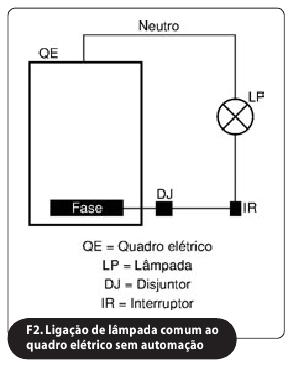 Neutro
QE
LP
DJ
Fase
IR
QE = Quadro elétrico
LP = Lâmpada
DJ = Disjuntor
IR = Interruptor
F2. Ligação de lâmpada comum ao
quadro elétrico sem automação